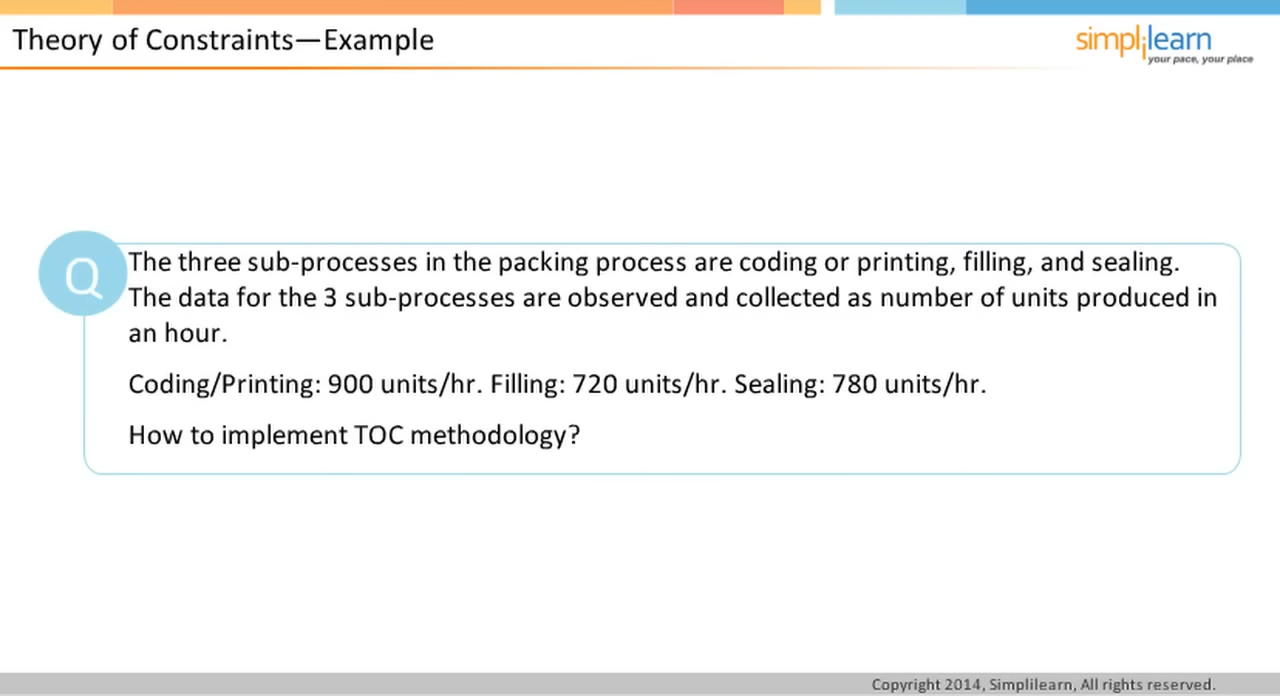 Theory of Constraints—Example
simplilearn
your pace, your place
Q
The three sub-processes in the packing process are coding or printing, filling, and sealing.
The data for the 3 sub-processes are observed and collected as number of units produced in
an hour.
Coding/Printing: 900 units/hr. Filling: 720 units/hr. Sealing: 780 units/hr.
How to implement TOC methodology?
Copyright 2014, Simplilearn, All rights reserved.